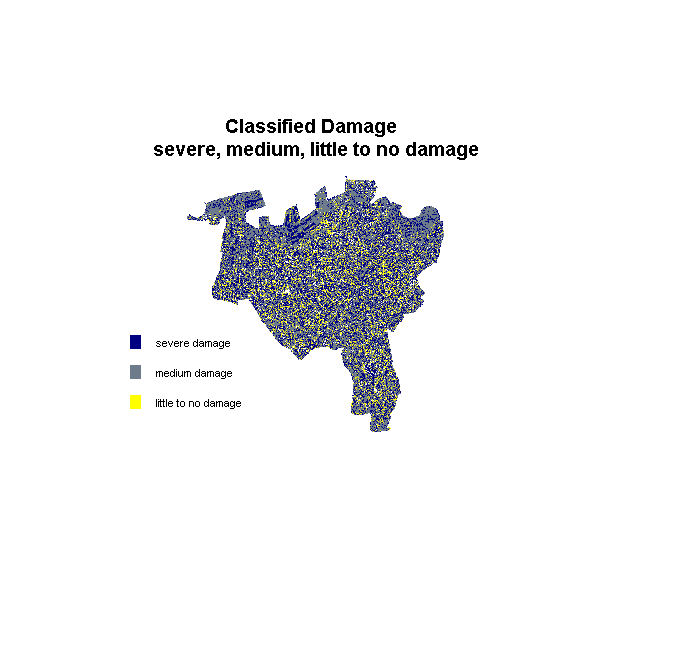 Classified Damage
severe, medium, little to no damage
severe damage
medium damage
little to no damage